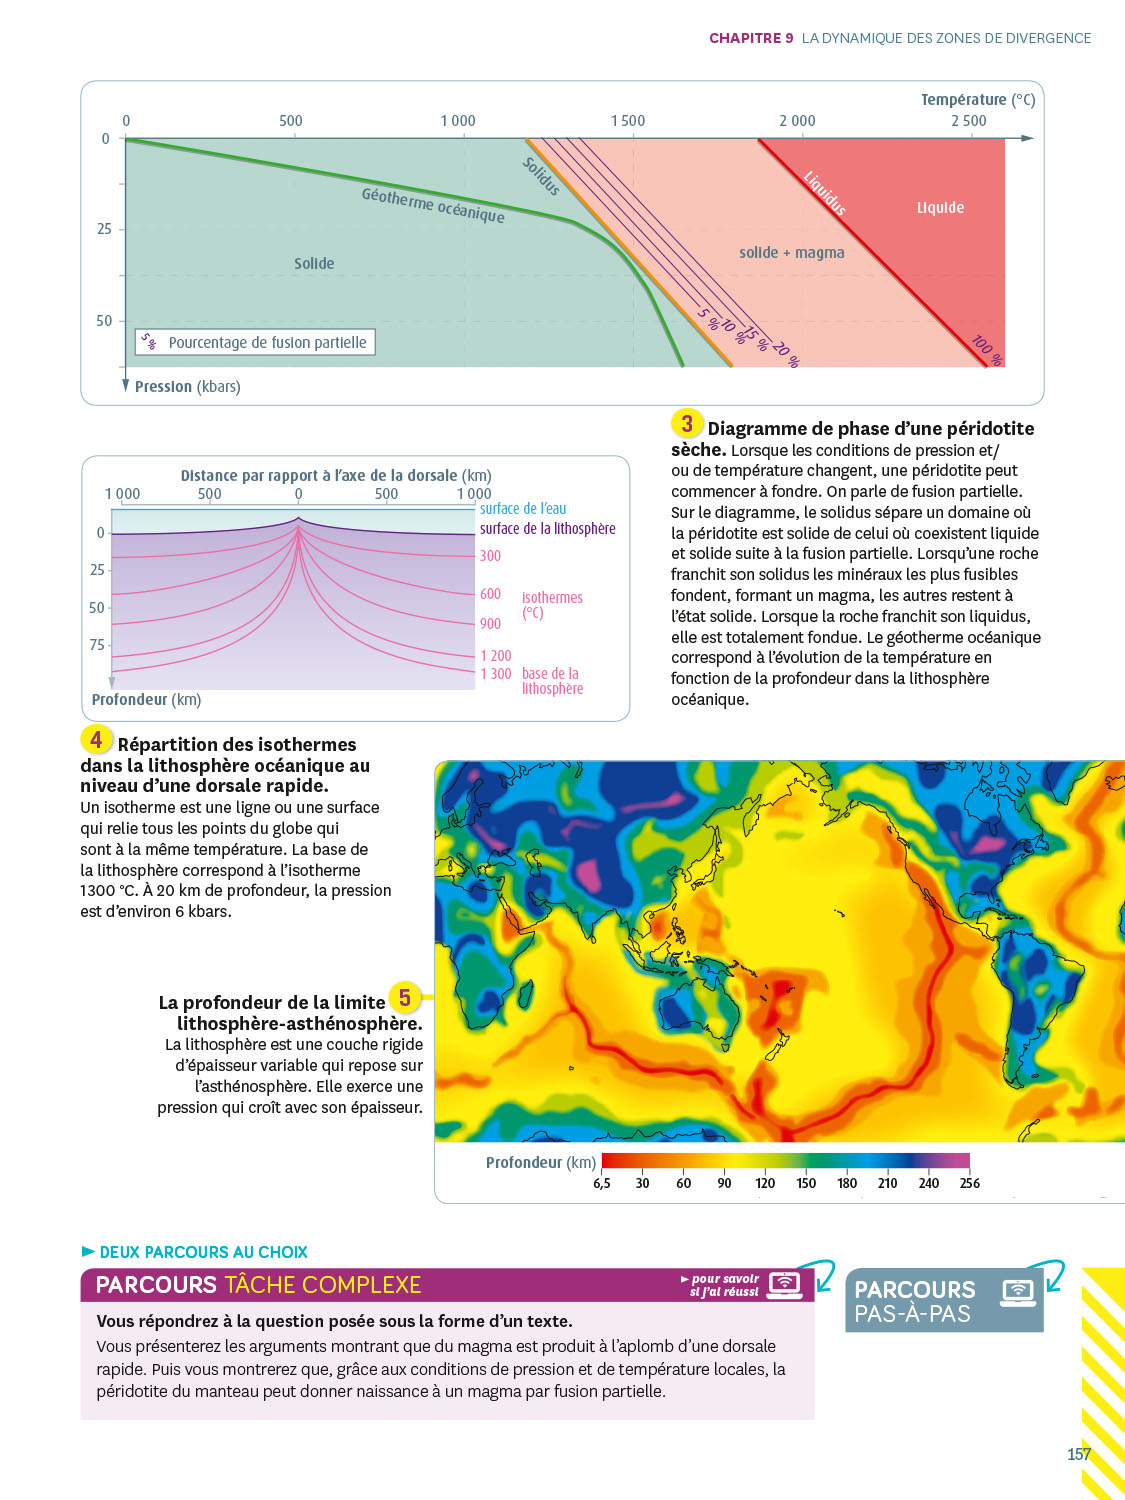 CHAPITRE 9 LA DYNAMIQUE DES ZONES DE DIVERGENCE
Température (°C)
0 500 1 000 1 500 2 000 2 500
0
25
50
Solidus
Géotherme océanique
Liquidus
Liquide
solide + magma
Solide
5 % 10 % 15 % 20 % 100 %
5 % Pourcentage de fusion partielle
Pression (kbars)
3 Diagramme de phase d’une péridotite
sèche. Lorsque les conditions de pression et/
ou de température changent, une péridotite peut
commencer à fondre. On parle de fusion partielle.
Sur le diagramme, le solidus sépare un domaine où
la péridotite est solide de celui où coexistent liquide
et solide suite à la fusion partielle. Lorsqu’une roche
franchit son solidus les minéraux les plus fusibles
fondent, formant un magma, les autres restent à
l’état solide. Lorsque la roche franchit son liquidus,
elle est totalement fondue. Le géotherme océanique
correspond à l’évolution de la température en
fonction de la profondeur dans la lithosphère
océanique.
Distance par rapport à l’axe de la dorsale (km)
1 000 500 0 500 1 000
surface de l’eau
surface de la lithosphère
0
25
50
75
300
600
900
1 200
1 300
isothermes
(°C)
base de la
lithosphère
Profondeur (km)
4 Répartition des isothermes
dans la lithosphère océanique au
niveau d’une dorsale rapide.
Un isotherme est une ligne ou une surface
qui relie tous les points du globe qui
sont à la même température. La base de
la lithosphère correspond à l’isotherme
1300 °C. À 20 km de profondeur, la pression
est d’environ 6 kbars.
La profondeur de la limite 5
lithosphère-asthénosphère.
La lithosphère est une couche rigide
d’épaisseur variable qui repose sur
l’asthénosphère. Elle exerce une
pression qui croît avec son épaisseur.
Profondeur (km)
6,5 30 60 90 120 150 180 210 240 256
DEUX PARCOURS AU CHOIX
PARCOURS TÂCHE COMPLEXE
pour savoir
si j’ai réussi
Vous répondrez à la question posée sous la forme d’un texte.
Vous présenterez les arguments montrant que du magma est produit à l’aplomb d’une dorsale
rapide. Puis vous montrerez que, grâce aux conditions de pression et de température locales, la
péridotite du manteau peut donner naissance à un magma par fusion partielle.
PARCOURS
PAS-À-PAS
157